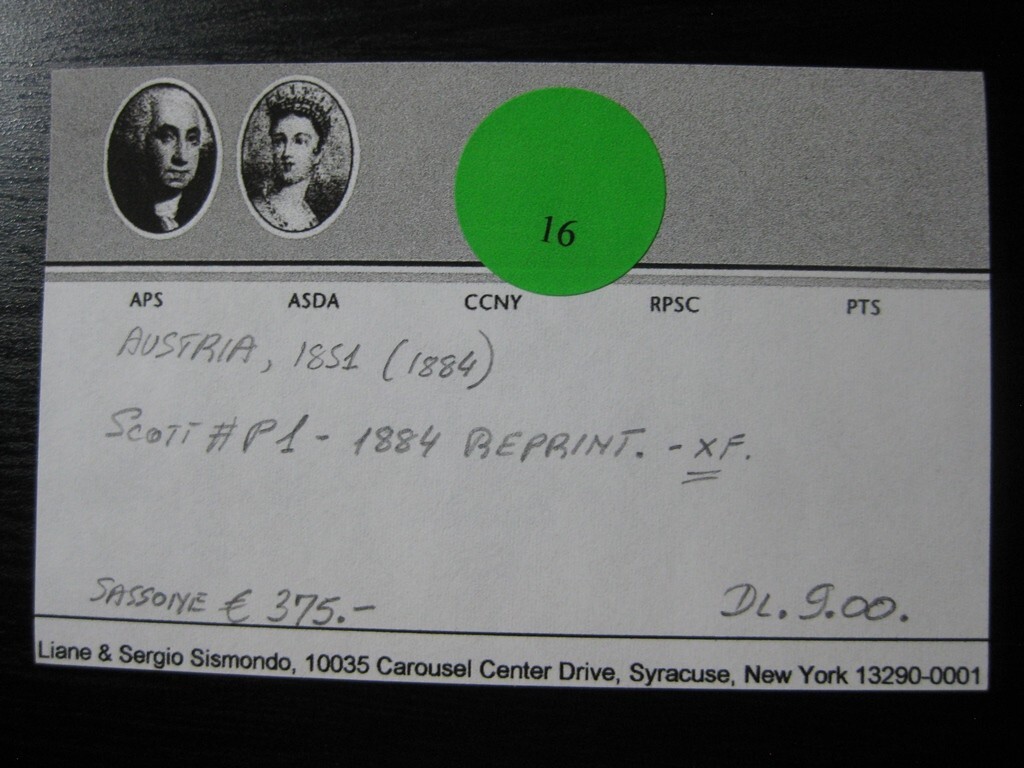 16
APS ASDA CCNY RPSC PTS
AUSTRIA, 1851 (1884)
SCOTT #P1 - 1884 REPRINT. - XF.
SASSONE € 375.-
DL. 9.00.
Liane & Sergio Sismondo, 10035 Carousel Center Drive, Syracuse, New York 13290-0001